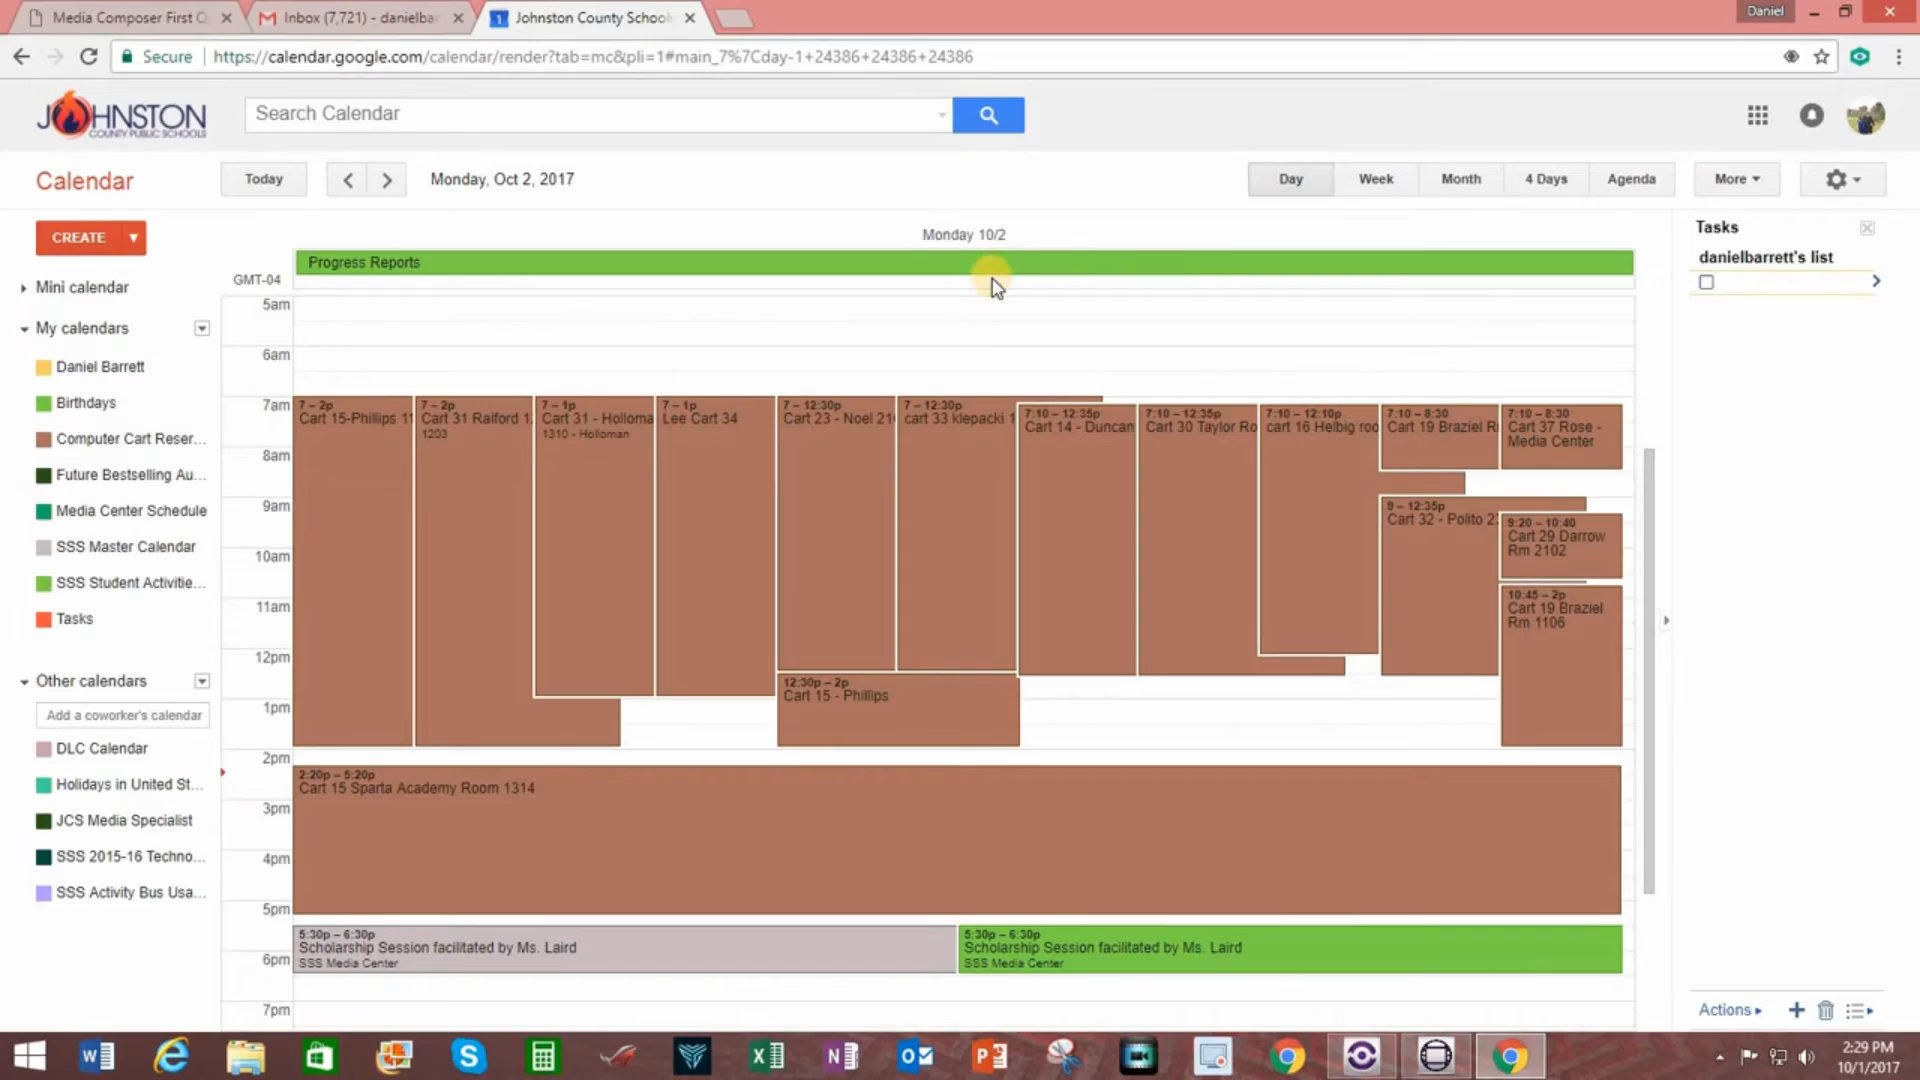 Media Composer First Q
Inbox (7,721) - danielba
Johnston County School
Daniel
Secure
https://calendar.google.com/calendar/render?tab=mc&pli=1#main_7%7Cday-1+24386+24386+24386
JOHNSTON
COUNTY PUBLIC SCHOOLS
Search Calendar
Calendar
Today
Monday, Oct 2, 2017
Day
Week
Month
4 Days
Agenda
More
CREATE
Mini calendar
My calendars
Daniel Barrett
Birthdays
Computer Cart Reser...
Future Bestselling Au...
Media Center Schedule
SSS Master Calendar
SSS Student Activitie...
Tasks
Other calendars
Add a coworker's calendar
DLC Calendar
Holidays in United St...
JCS Media Specialist
SSS 2015-16 Techno...
SSS Activity Bus Usa...
Monday 10/2
GMT-04
Progress Reports
5am
6am
7am
8am
9am
10am
11am
12pm
1pm
2pm
3pm
4pm
5pm
6pm
7pm
7 – 2p
Cart 15-Phillips 11
7 – 2p
Cart 31 Raiford 1
1203
7 – 1p
Cart 31 - Holloma
1310 - Holloman
7 – 1p
Lee Cart 34
7 – 12:30p
Cart 23 - Noel 21
7 – 12:30p
cart 33 klepacki 1
7:10 – 12:35p
Cart 14 - Duncan
7:10 – 12:35p
Cart 30 Taylor Ro
7:10 – 12:10p
cart 16 Helbig roo
7:10 – 8:30
Cart 19 Braziel R
7:10 – 8:30
Cart 37 Rose -
Media Center
9 – 12:35p
Cart 32 - Polito 2
9:20 – 10:40
Cart 29 Darrow
Rm 2102
10:45 – 2p
Cart 19 Braziel
Rm 1106
12:30p – 2p
Cart 15 - Phillips
2:20p – 5:20p
Cart 15 Sparta Academy Room 1314
5:30p – 6:30p
Scholarship Session facilitated by Ms. Laird
SSS Media Center
5:30p – 6:30p
Scholarship Session facilitated by Ms. Laird
SSS Media Center
Tasks
danielbarrett's list
Actions
2:29 PM
10/1/2017